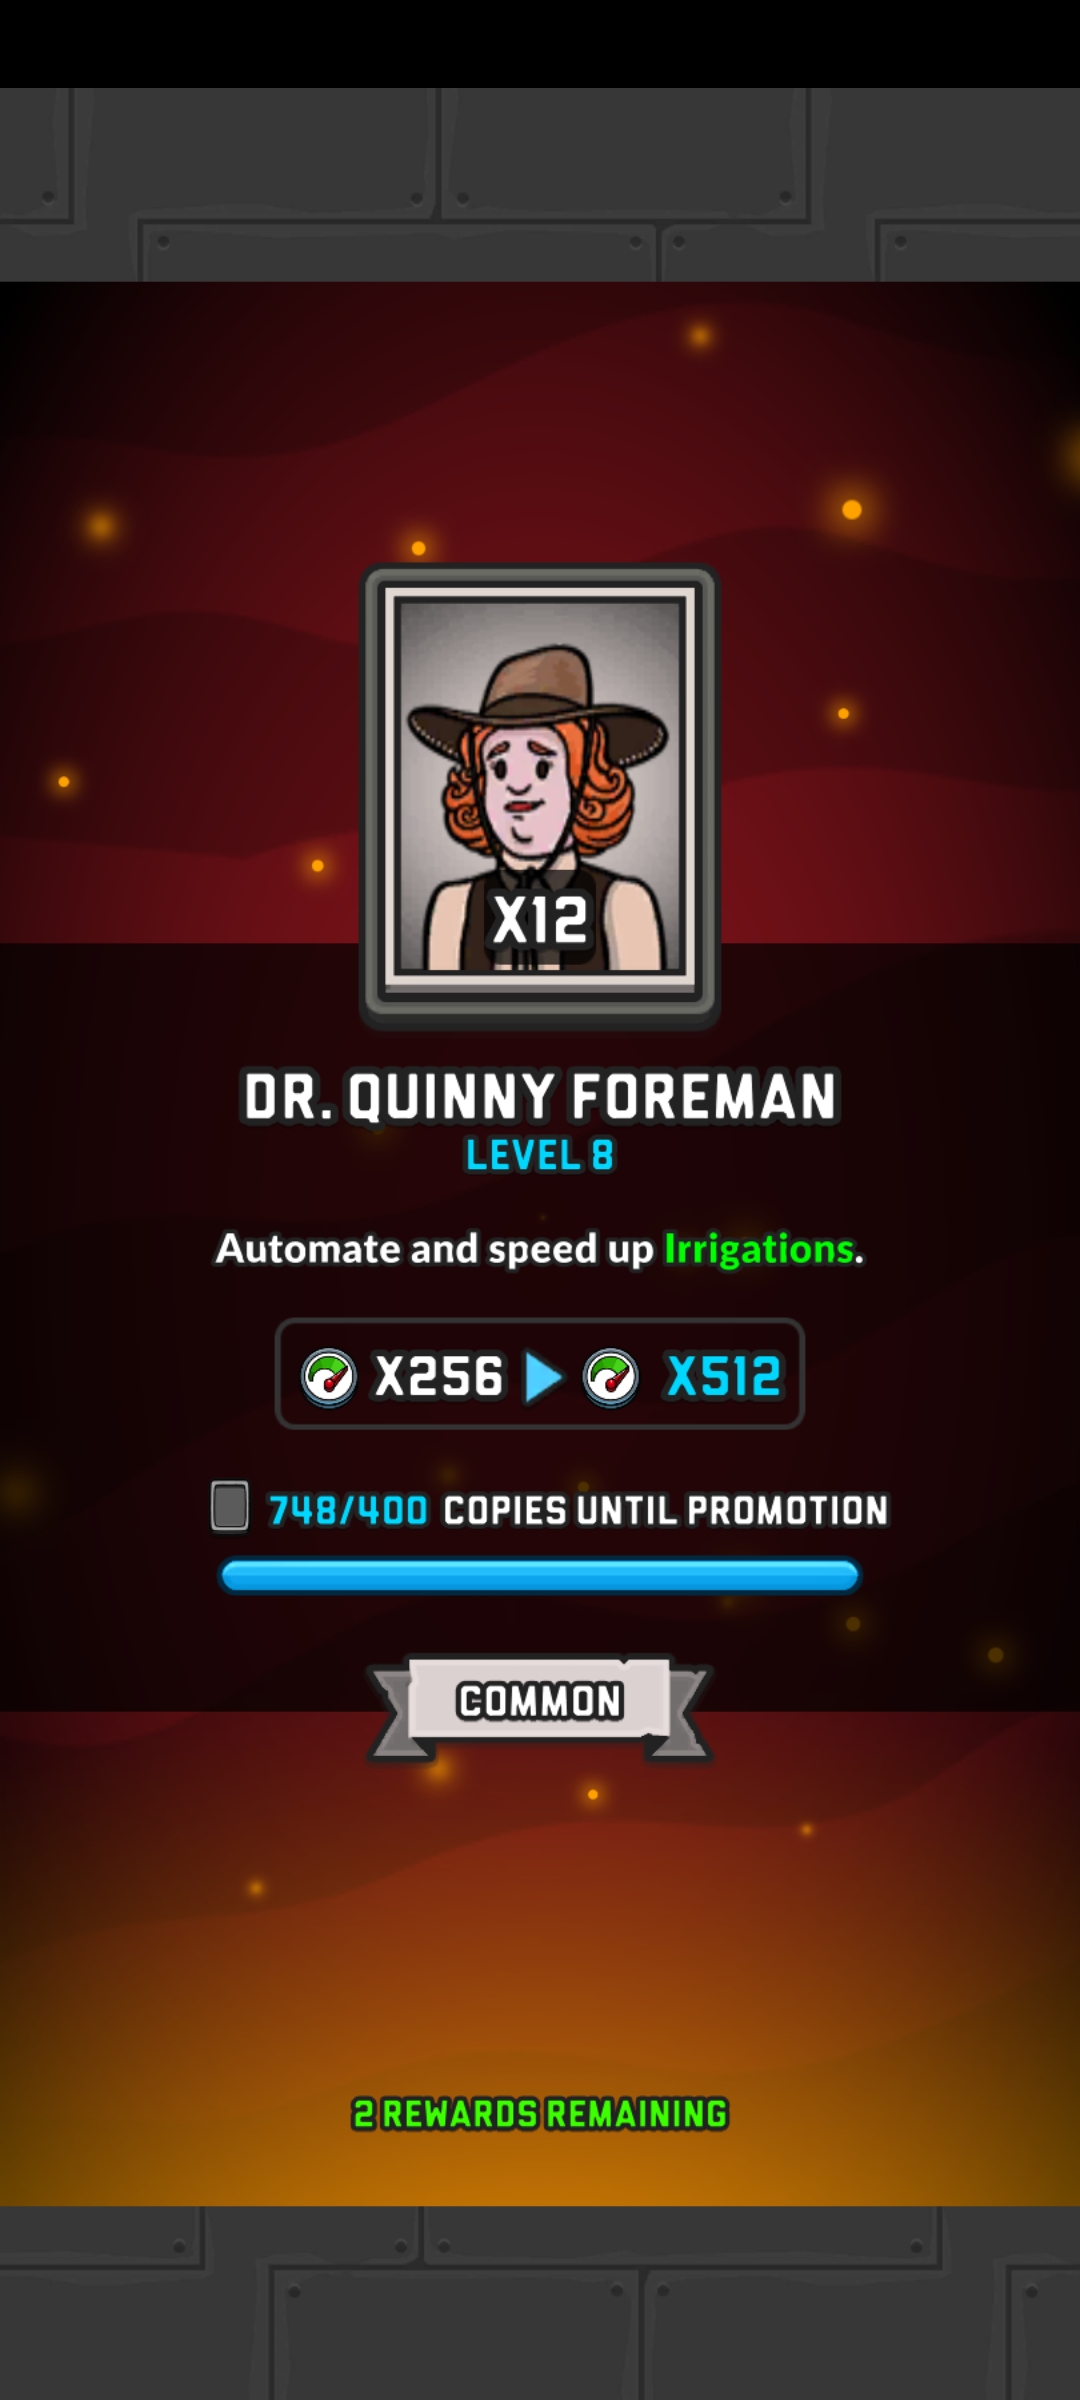 X12
DR. QUINNY FOREMAN
LEVEL 8
Automate and speed up Irrigations.
X256 X512
748/400 COPIES UNTIL PROMOTION
COMMON
2 REWARDS REMAINING